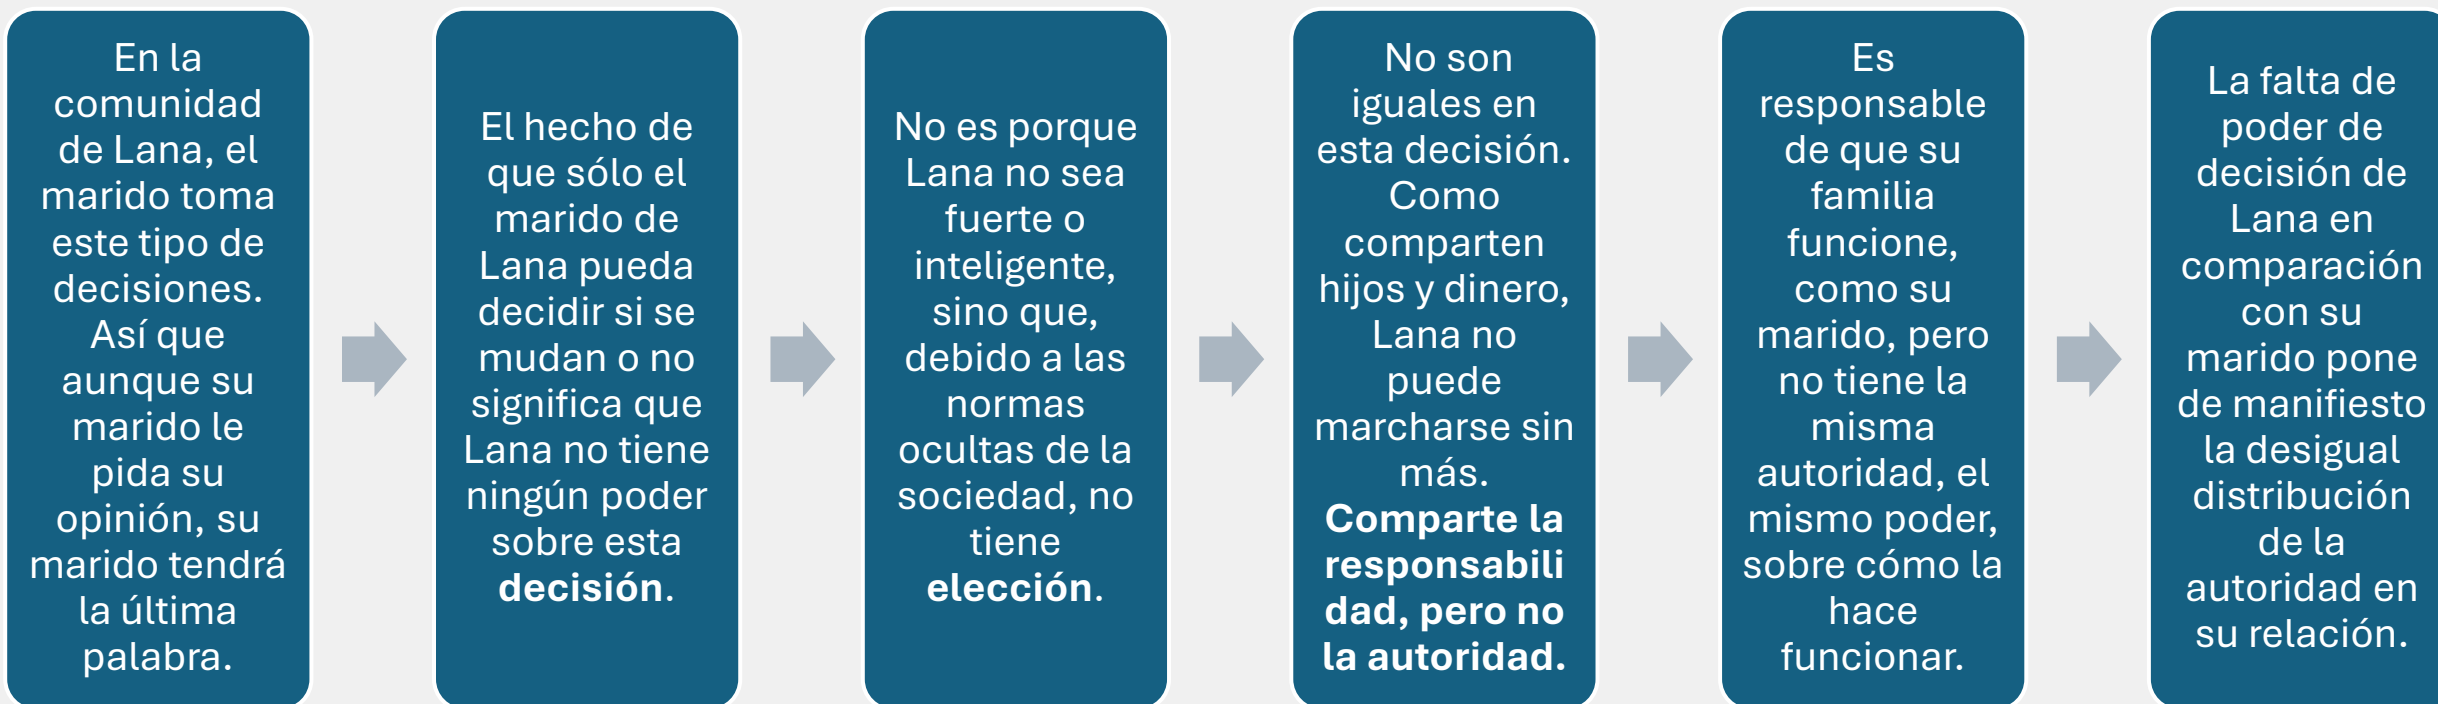 En la
comunidad
de Lana, el
marido toma
este tipo de
decisiones.
Así que
aunque su
marido le
pida su
opinión, su
marido tendrá
la última
palabra.
El hecho de
que sólo el
marido de
Lana pueda
decidir si se
mudan o no
significa que
Lana no tiene
ningún poder
sobre esta
decisión.
No es porque
Lana no sea
fuerte o
inteligente,
sino que,
debido a las
normas
ocultas de la
sociedad, no
tiene
elección.
No son
iguales en
esta decisión.
Como
comparten
hijos y dinero,
Lana no
puede
marcharse sin
más.
Comparte la
responsabili
dad, pero no
la autoridad.
Es
responsable
de que su
familia
funcione,
como su
marido, pero
no tiene la
misma
autoridad, el
mismo poder,
sobre cómo la
hace
funcionar.
La falta de
poder de
decisión de
Lana en
comparación
con su
marido pone
de manifiesto
la desigual
distribución
de la
autoridad en
su relación.